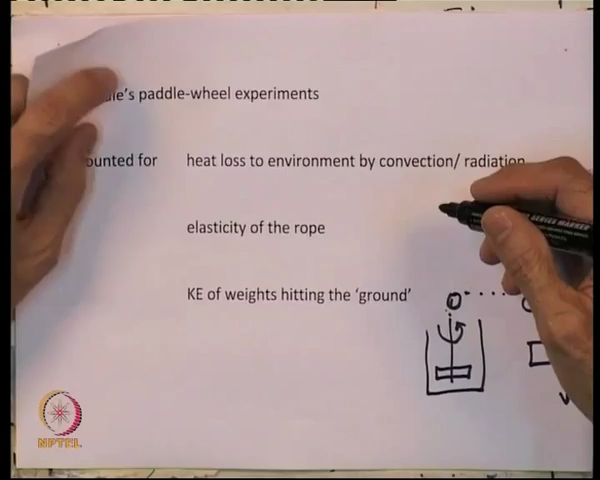 le's paddle-wheel experiments
ounted for heat loss to environment by convection/ radiation
elasticity of the rope
KE of weights hitting the 'ground'
NPTEL